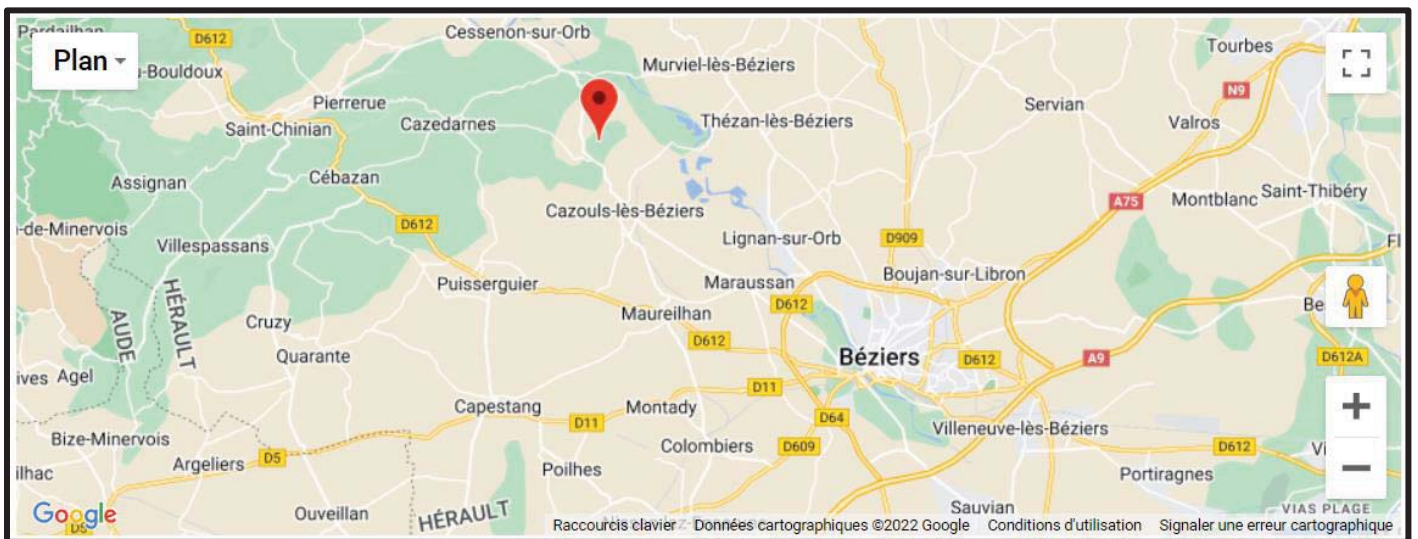 Pardailhan
D612
Cessenon-sur-Orb
Tourbes
Plan
-Bouldoux
Murviel-lès-Béziers
N9
Pierrerue
Servian
Saint-Chinian
Cazedarnes
Thézan-lès-Béziers
Valros
Assignan
Cébazan
A75
Montblanc
Saint-Thibéry
-de-Minervois
D612
Cazouls-lès-Béziers
Villespassans
Lignan-sur-Orb
D909
Fl
Puisserguier
Maraussan
Boujan-sur-Libron
HÉRAULT
AUDE
Cruzy
Maureilhan
D612
Be
Quarante
D612
Béziers
D612
A9
D612A
ives
Agel
D11
Capestang
D11
Montady
D64
Bize-Minervois
Colombiers
D609
Villeneuve-lès-Béziers
D612
Vi
ilhac
Argeliers
D5
Poilhes
Portiragnes
Google
D5
Ouveillan
HÉRAULT
Sauvian
VIAS PLAGE
Raccourcis clavier
Données cartographiques ©2022 Google
Conditions d'utilisation
Signaler une erreur cartographique